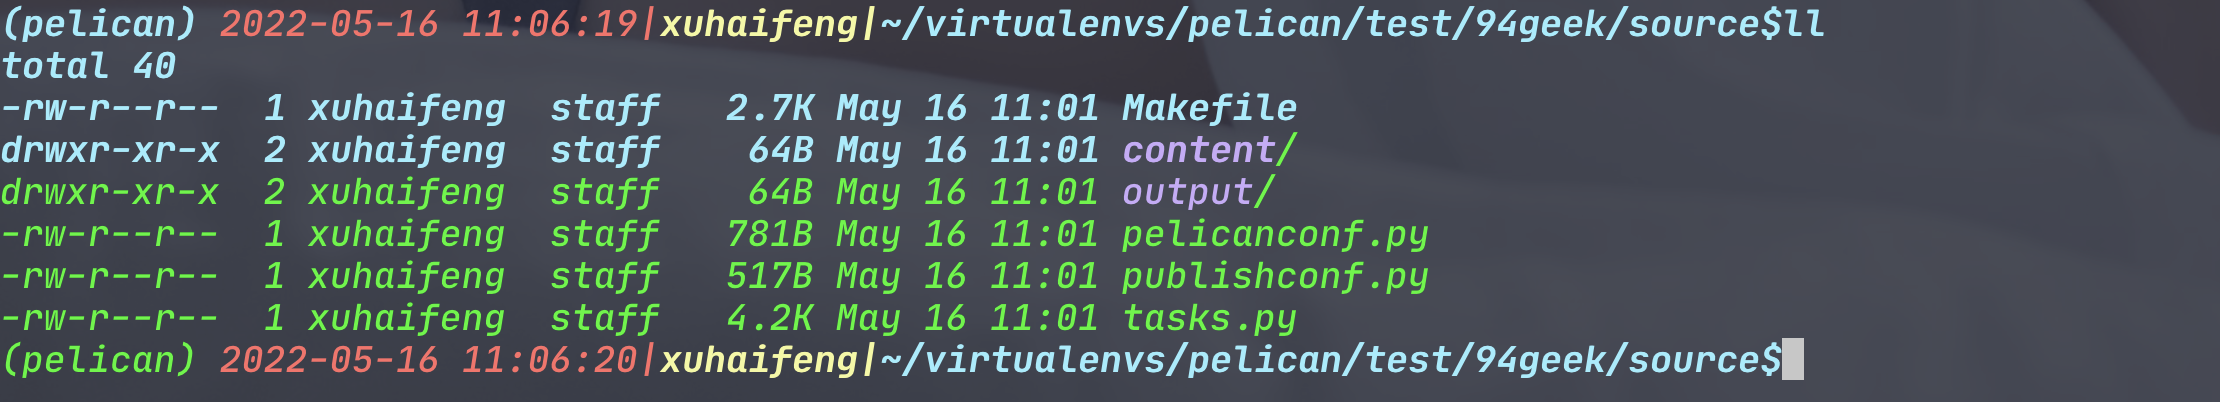 (pelican) 2022-05-16 11:06:19|xuhaifeng|~/virtualenvs/pelican/test/94geek/source$ll
total 40
-rw-r--r--  1 xuhaifeng  staff   2.7K May 16 11:01 Makefile
drwxr-xr-x  2 xuhaifeng  staff    64B May 16 11:01 content/
drwxr-xr-x  2 xuhaifeng  staff    64B May 16 11:01 output/
-rw-r--r--  1 xuhaifeng  staff   781B May 16 11:01 pelicanconf.py
-rw-r--r--  1 xuhaifeng  staff   517B May 16 11:01 publishconf.py
-rw-r--r--  1 xuhaifeng  staff   4.2K May 16 11:01 tasks.py
(pelican) 2022-05-16 11:06:20|xuhaifeng|~/virtualenvs/pelican/test/94geek/source$